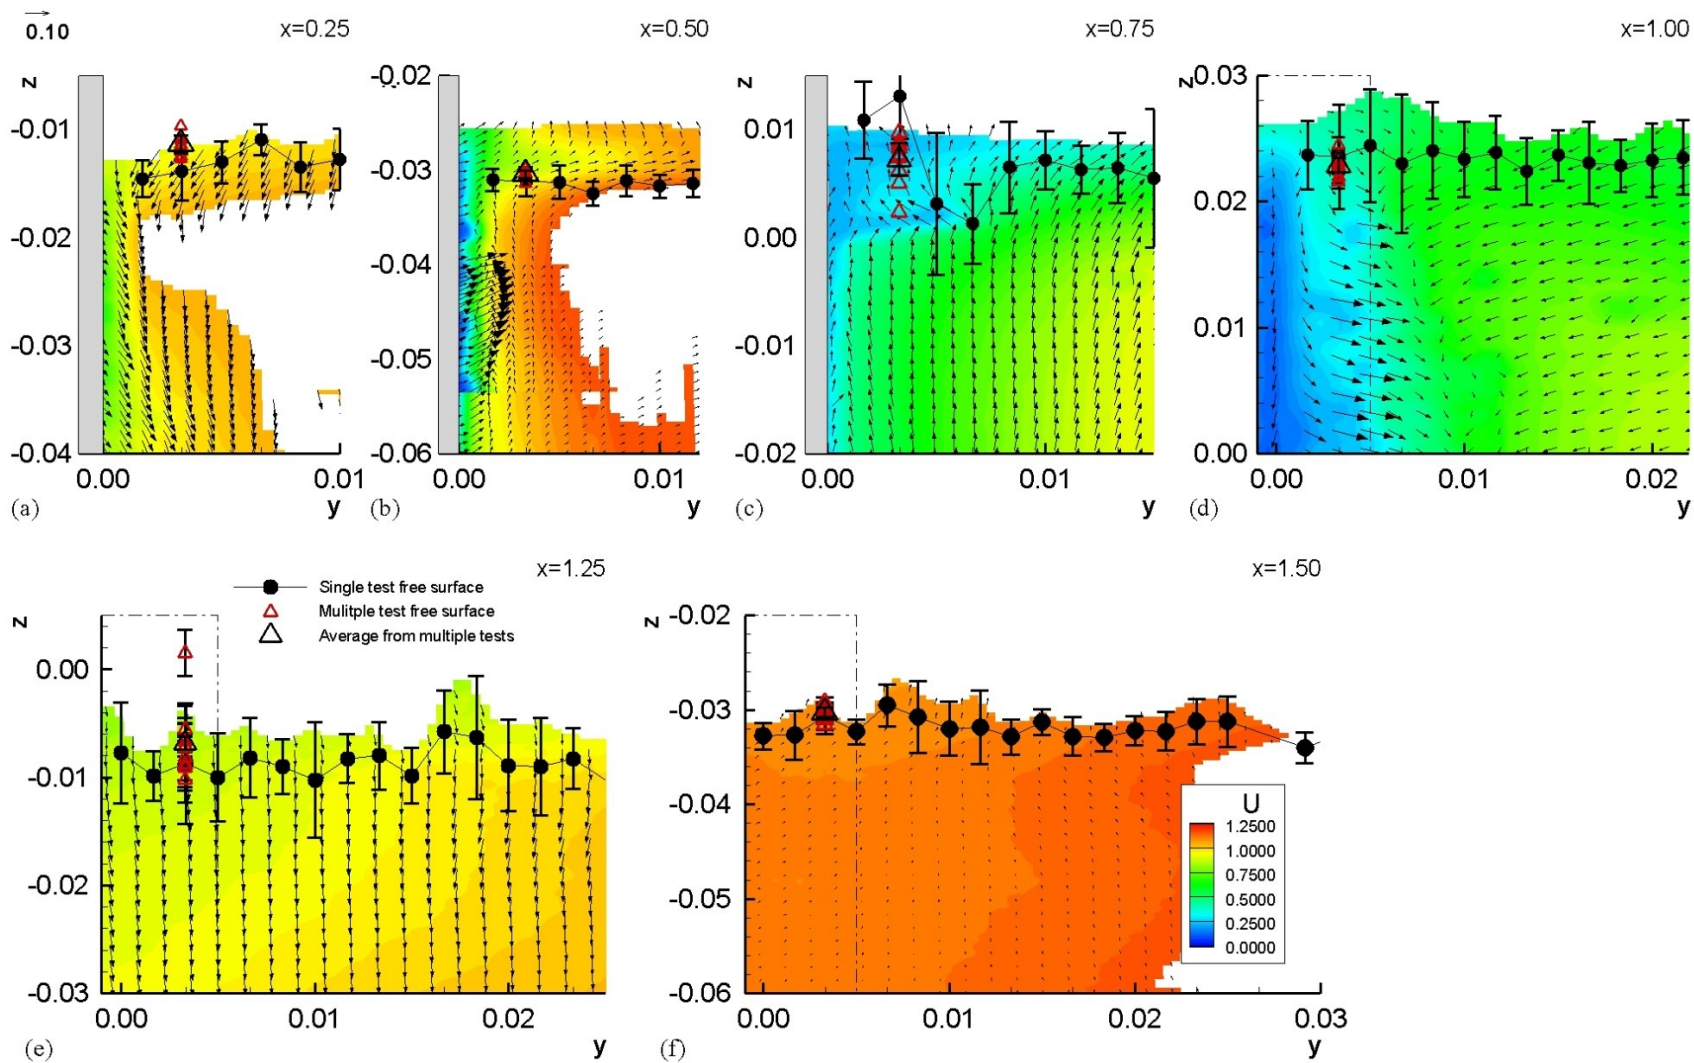 0.10
x=0.25
x=0.50
x=0.75
x=1.00
z
-0.01
-0.02
-0.03
-0.04
0.00
0.01
y
(a)
z
-0.02
-0.03
-0.04
-0.05
-0.06
0.00
0.01
y
(b)
z
0.01
0.00
-0.01
-0.02
0.00
0.01
y
(c)
z
0.03
0.02
0.01
0.00
0.00
0.01
0.02
y
(d)
x=1.25
Single test free surface
Mulitple test free surface
Average from multiple tests
z
0.00
-0.01
-0.02
-0.03
0.00
0.01
0.02
y
(e)
x=1.50
z
-0.02
-0.03
-0.04
-0.05
-0.06
U
1.2500
1.0000
0.7500
0.5000
0.2500
0.0000
0.00
0.01
0.02
0.03
y
(f)